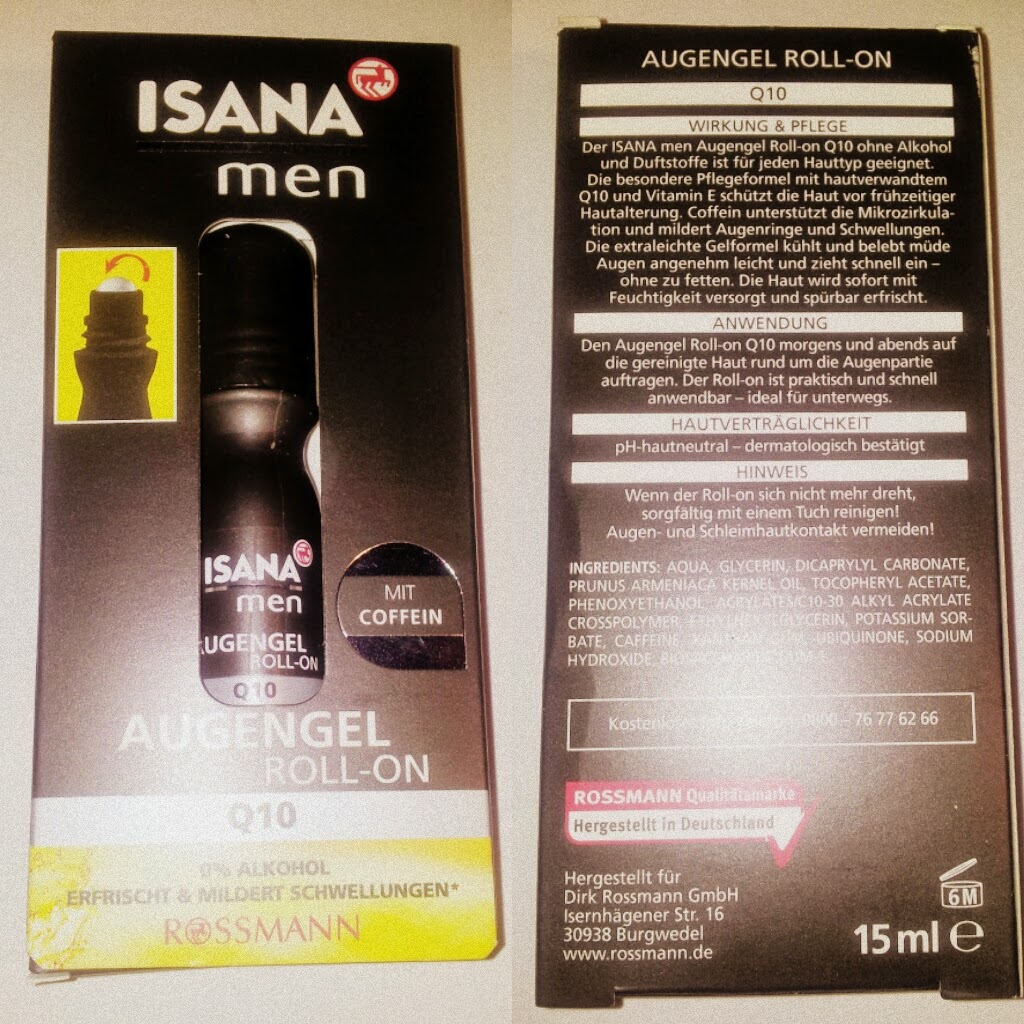 ISANA
men
ISANA
men
AUGENGEL
ROLL-ON
Q10
MIT
COFFEIN
AUGENGEL
ROLL-ON
Q10
0% ALKOHOL
ERFRISCHT & MILDERT SCHWELLUNGEN*
ROSSMANN
AUGENGEL ROLL-ON
Q10
WIRKUNG & PFLEGE
Der ISANA men Augengel Roll-on Q10 ohne Alkohol
und Duftstoffe ist für jeden Hauttyp geeignet.
Die besondere Pflegeformel mit hautverwandtem
Q10 und Vitamin E schützt die Haut vor frühzeitiger
Hautalterung. Coffein unterstützt die Mikrozirkula-
tion und mildert Augenringe und Schwellungen.
Die extraleichte Gelformel kühlt und belebt müde
Augen angenehm leicht und zieht schnell ein –
ohne zu fetten. Die Haut wird sofort mit
Feuchtigkeit versorgt und spürbar erfrischt.
ANWENDUNG
Den Augengel Roll-on Q10 morgens und abends auf
die gereinigte Haut rund um die Augenpartie
auftragen. Der Roll-on ist praktisch und schnell
anwendbar – ideal für unterwegs.
HAUTVERTRÄGLICHKEIT
pH-hautneutral – dermatologisch bestätigt
HINWEIS
Wenn der Roll-on sich nicht mehr dreht,
sorgfältig mit einem Tuch reinigen!
Augen- und Schleimhautkontakt vermeiden!
INGREDIENTS: AQUA, GLYCERIN, DICAPRYLYL CARBONATE,
PRUNUS ARMENIACA KERNEL OIL, TOCOPHERYL ACETATE,
PHENOXYETHANOL, ACRYLATES/C10-30 ALKYL ACRYLATE
CROSSPOLYMER, ETHYLHEXYLGLYCERIN, POTASSIUM SOR-
BATE, CAFFEINE, UBIQUINONE, SODIUM
HYDROXIDE,
0800 – 76 77 62 66
ROSSMANN Qualitätsmarke
Hergestellt in Deutschland
Hergestellt für
Dirk Rossmann GmbH
Isernhägener Str. 16
30938 Burgwedel
www.rossmann.de
6M
15 ml e